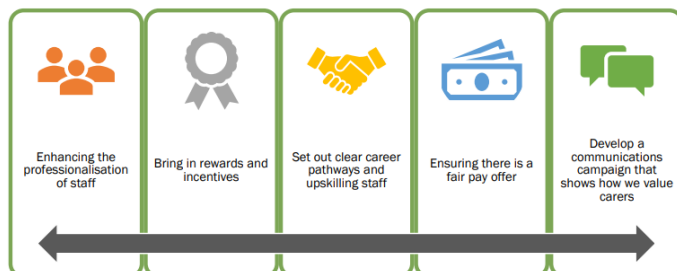 Enhancing the
professionalisation
of staff
Bring in rewards and
incentives
Set out clear career
pathways and
upskilling staff
Ensuring there is a
fair pay offer
Develop a
communications
campaign that
shows how we value
carers